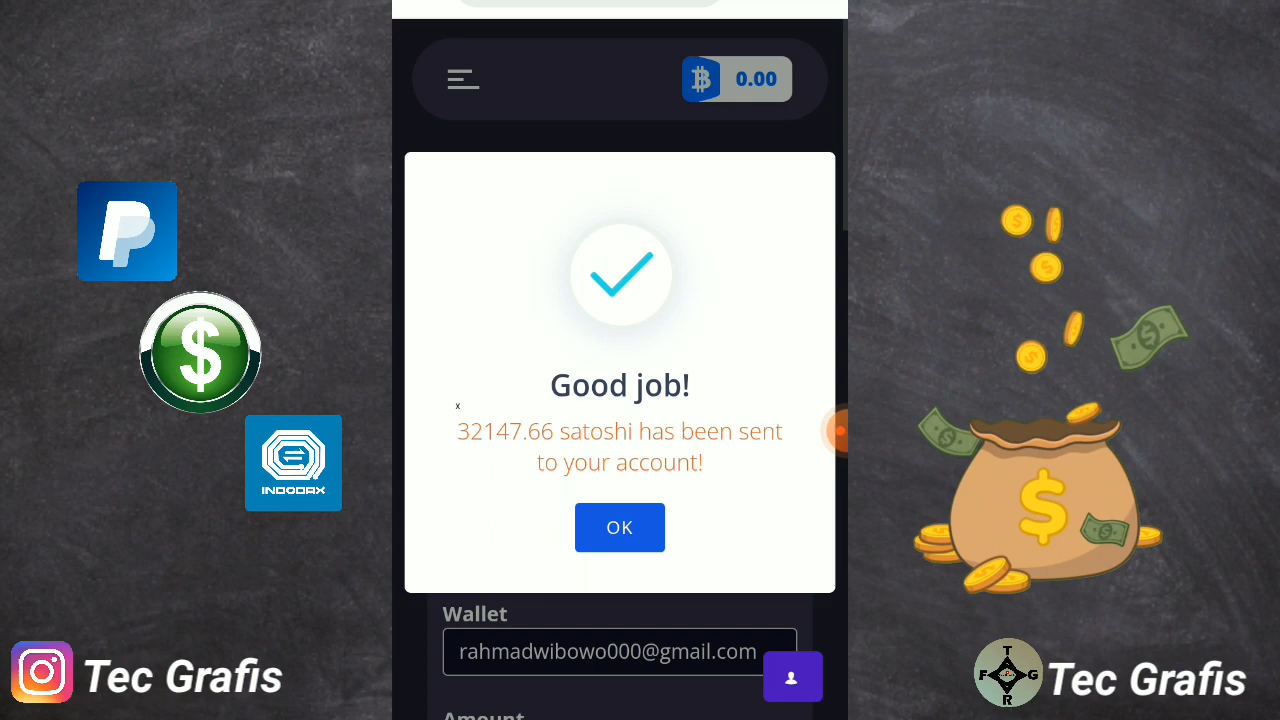 0.00
Good job!
x
32147.66 satoshi has been sent
to your account!
OK
Wallet
rahmadwibowo000@gmail.com
Amount
INDODAX
Tec Grafis
T
F G
R
Tec Grafis